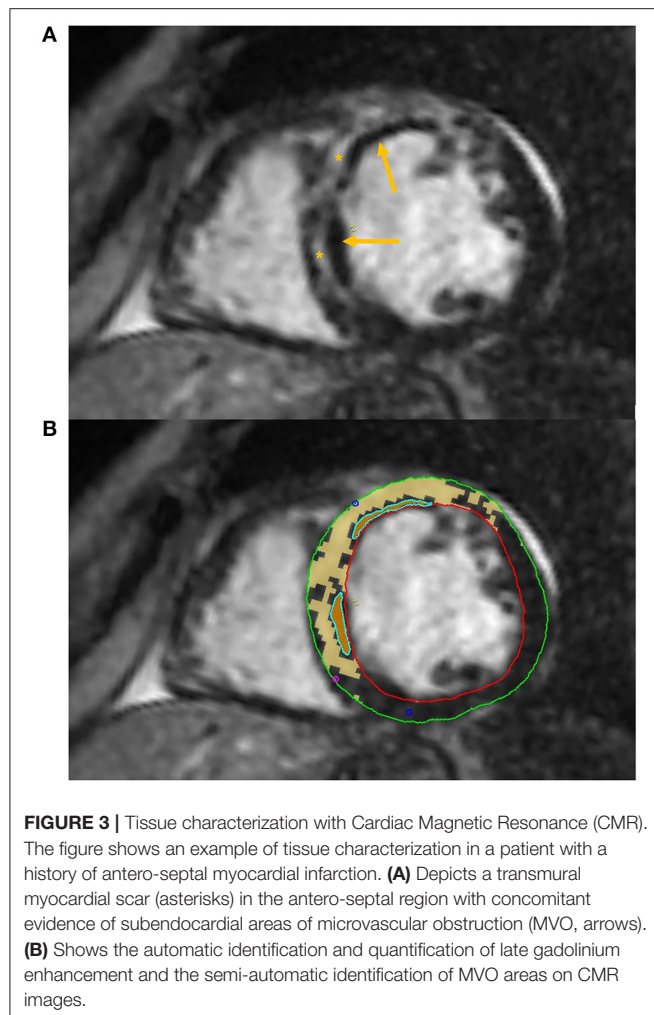 A
*
*
B
FIGURE 3 | Tissue characterization with Cardiac Magnetic Resonance (CMR).
The figure shows an example of tissue characterization in a patient with a
history of antero-septal myocardial infarction. (A) Depicts a transmural
myocardial scar (asterisks) in the antero-septal region with concomitant
evidence of subendocardial areas of microvascular obstruction (MVO, arrows).
(B) Shows the automatic identification and quantification of late gadolinium
enhancement and the semi-automatic identification of MVO areas on CMR
images.